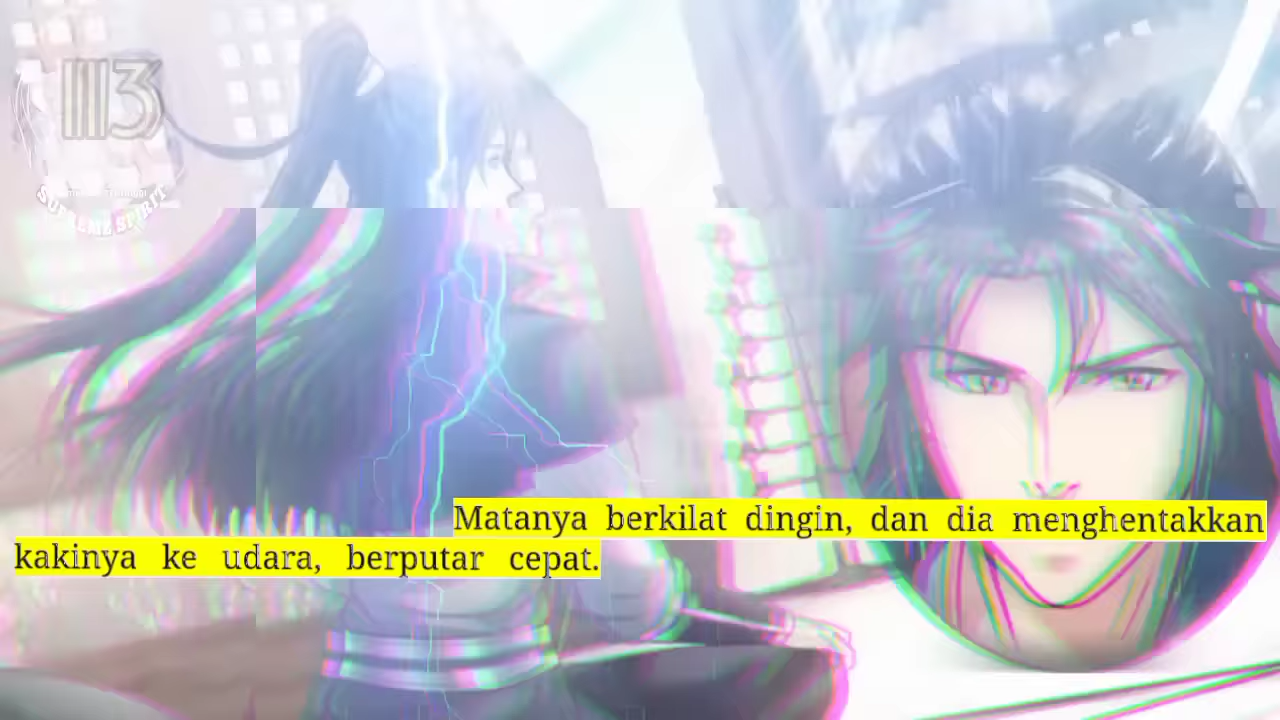 113
SUPREME SPIRIT
Matanya berkilat dingin, dan dia menghentakkan
kakinya ke udara, berputar cepat.